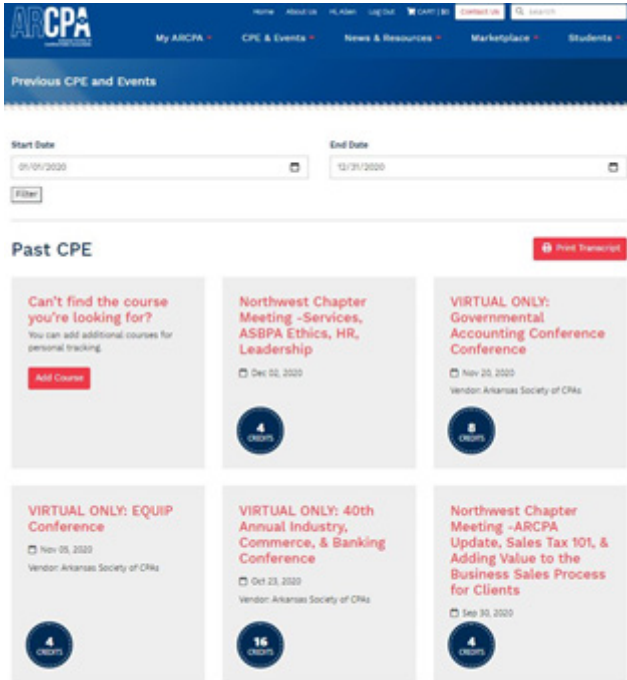 ARCPA
Home About Us Hi, Allen Log Out CART | $0 Contact Us Search
My ARCPA CPE & Events News & Resources Marketplace Students
Previous CPE and Events
Start Date End Date
01/01/2020 12/31/2020
Filter
Past CPE
Print Transcript
Can't find the course
you're looking for?
You can add additional courses for
personal tracking.
Add Course
Northwest Chapter
Meeting -Services,
ASBPA Ethics, HR,
Leadership
Dec 02, 2020
4
CREDITS
VIRTUAL ONLY:
Governmental
Accounting Conference
Conference
Nov 20, 2020
Vendor: Arkansas Society of CPAs
8
CREDITS
VIRTUAL ONLY: EQUIP
Conference
Nov 05, 2020
Vendor: Arkansas Society of CPAs
4
CREDITS
VIRTUAL ONLY: 40th
Annual Industry,
Commerce, & Banking
Conference
Oct 23, 2020
Vendor: Arkansas Society of CPAs
16
CREDITS
Northwest Chapter
Meeting -ARCPA
Update, Sales Tax 101, &
Adding Value to the
Business Sales Process
for Clients
Sep 30, 2020
4
CREDITS